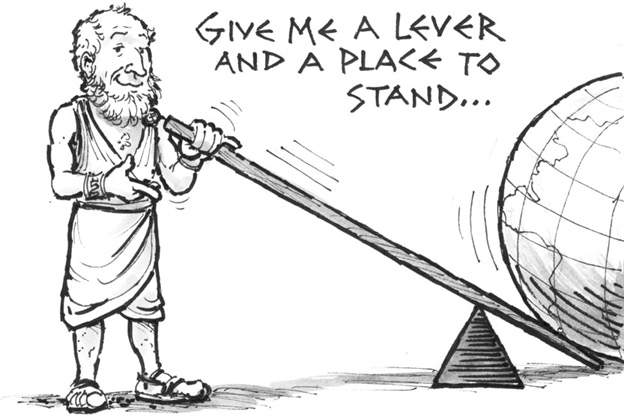 GIVE ME A LEVER
AND A PLACE TO
STAND...